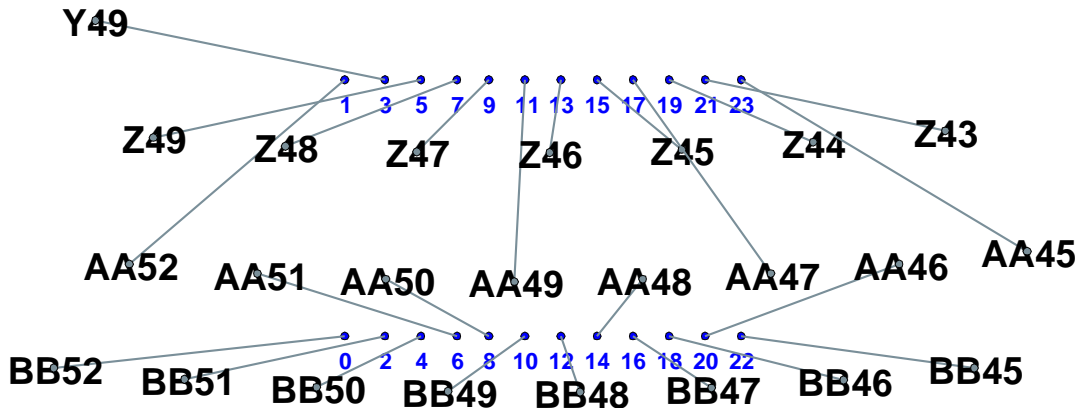 Y49
1 3 5 7 9 11 13 15 17 19 21 23
Z49 Z48 Z47 Z46 Z45 Z44 Z43
AA52 AA51 AA50 AA49 AA48 AA47 AA46 AA45
0 2 4 6 8 10 12 14 16 18 20 22
BB52 BB51 BB50 BB49 BB48 BB47 BB46 BB45